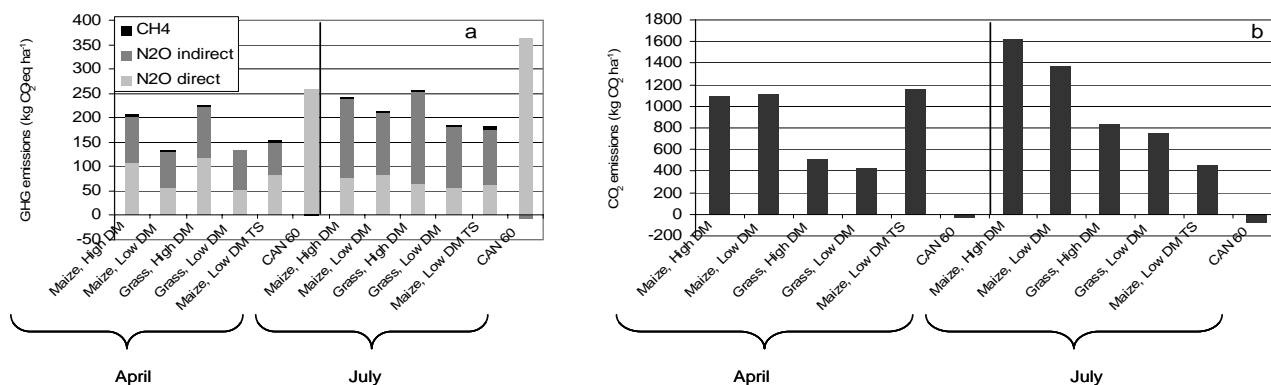 a
CH4
N2O indirect
N2O direct
GHG emissions (kg CO2-eq ha-1)
400
350
300
250
200
150
100
50
0
-50
Maize, High DM
Maize, Low DM
Grass, High DM
Grass, Low DM
Maize, Low DM TS
CAN 60
Maize, High DM
Maize, Low DM
Grass, High DM
Grass, Low DM
Maize, Low DM TS
CAN 60
April
July
b
CO2 emissions (kg CO2 ha-1)
1800
1600
1400
1200
1000
800
600
400
200
0
-200
Maize, High DM
Maize, Low DM
Grass, High DM
Grass, Low DM
Maize, Low DM TS
CAN 60
Maize, High DM
Maize, Low DM
Grass, High DM
Grass, Low DM
Maize, Low DM TS
CAN 60
April
July